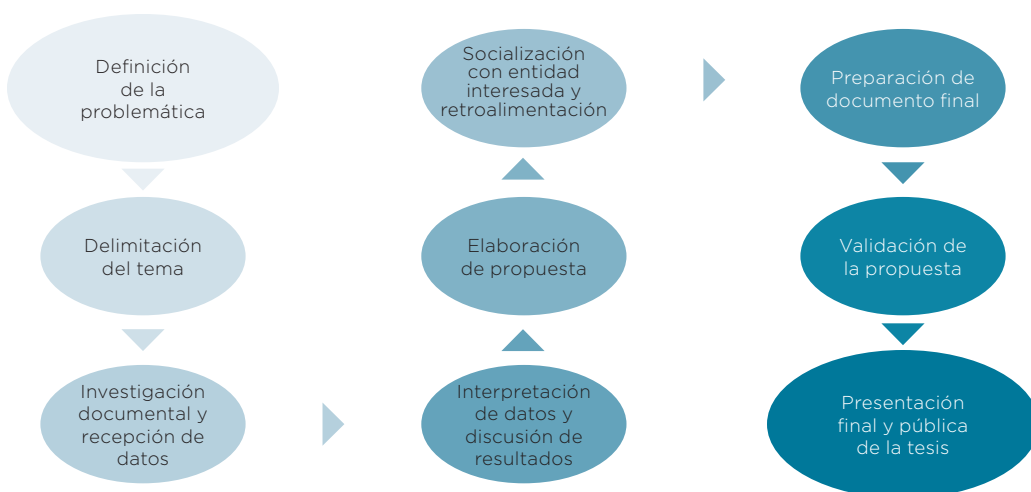 Definición
de la
problemática
Delimitación
del tema
Investigación
documental y
recepción de
datos
Interpretación
de datos y
discusión de
resultados
Elaboración
de propuesta
Socialización
con entidad
interesada y
retroalimentación
Preparación de
documento final
Validación de
la propuesta
Presentación
final y pública
de la tesis